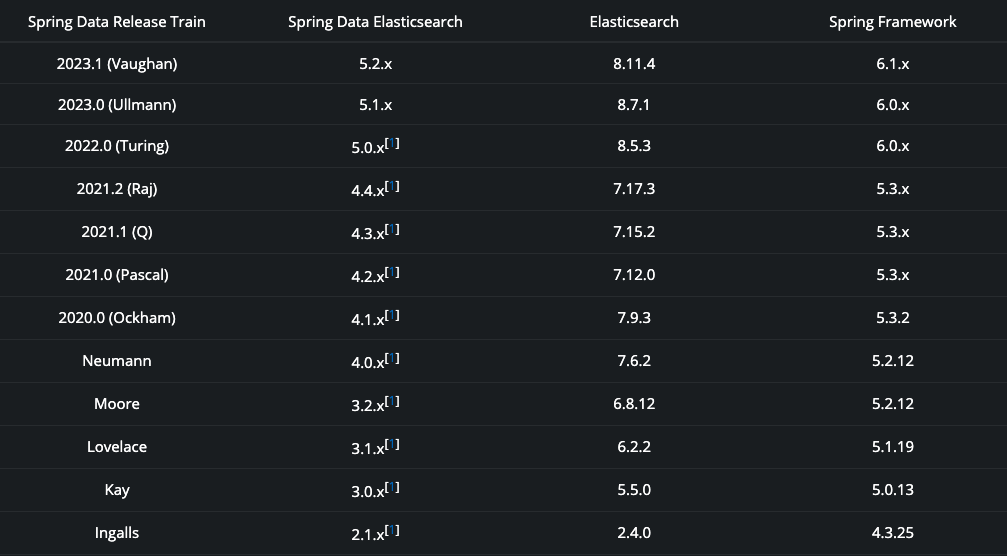 Spring Data Release Train Spring Data Elasticsearch Elasticsearch Spring Framework
2023.1 (Vaughan) 5.2.x 8.11.4 6.1.x
2023.0 (Ullmann) 5.1.x 8.7.1 6.0.x
2022.0 (Turing) 5.0.x[1] 8.5.3 6.0.x
2021.2 (Raj) 4.4.x[1] 7.17.3 5.3.x
2021.1 (Q) 4.3.x[1] 7.15.2 5.3.x
2021.0 (Pascal) 4.2.x[1] 7.12.0 5.3.x
2020.0 (Ockham) 4.1.x[1] 7.9.3 5.3.2
Neumann 4.0.x[1] 7.6.2 5.2.12
Moore 3.2.x[1] 6.8.12 5.2.12
Lovelace 3.1.x[1] 6.2.2 5.1.19
Kay 3.0.x[1] 5.5.0 5.0.13
Ingalls 2.1.x[1] 2.4.0 4.3.25